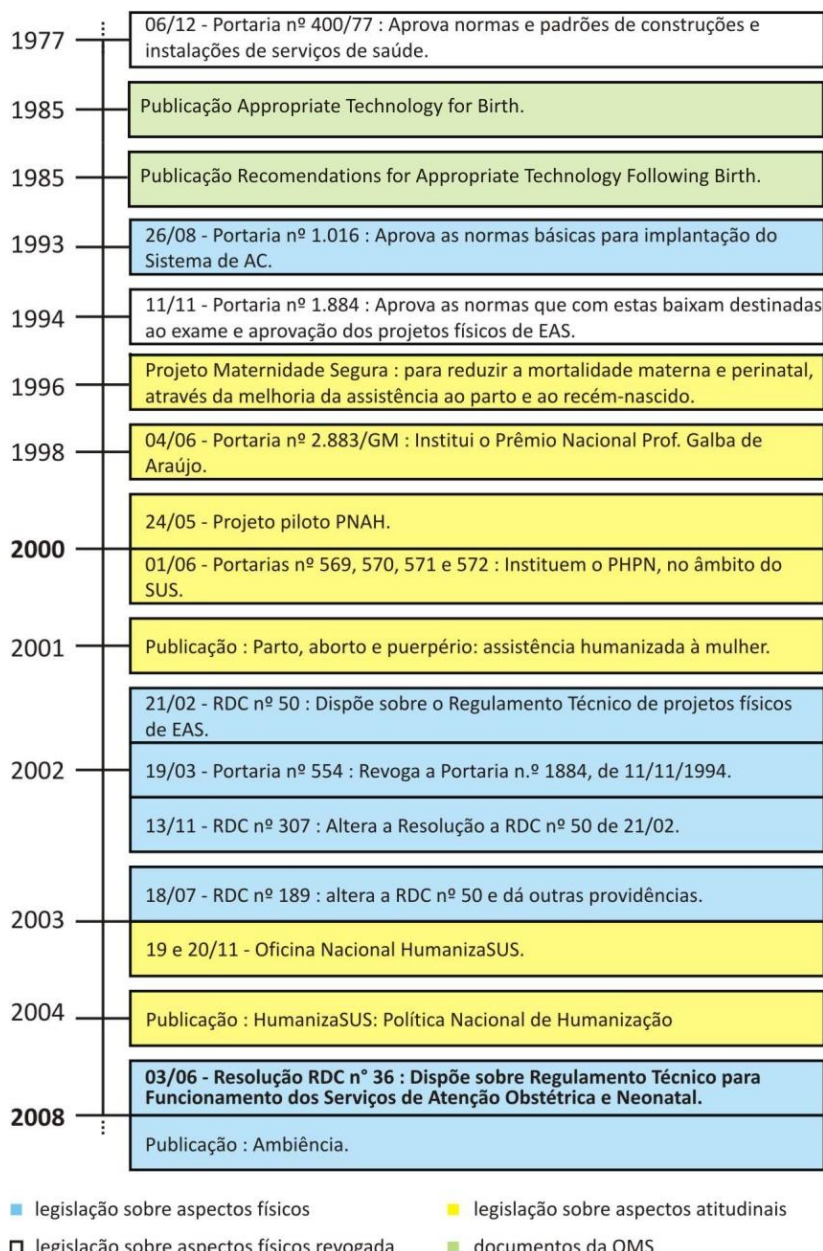 1977
06/12 - Portaria nº 400/77 : Aprova normas e padrões de construções e
instalações de serviços de saúde.
1985
Publicação Appropriate Technology for Birth.
1985
Publicação Recomendations for Appropriate Technology Following Birth.
1993
26/08 - Portaria nº 1.016 : Aprova as normas básicas para implantação do
Sistema de AC.
1994
11/11 - Portaria nº 1.884 : Aprova as normas que com estas baixam destinadas
ao exame e aprovação dos projetos físicos de EAS.
1996
Projeto Maternidade Segura : para reduzir a mortalidade materna e perinatal,
através da melhoria da assistência ao parto e ao recém-nascido.
1998
04/06 - Portaria nº 2.883/GM : Institui o Prêmio Nacional Prof. Galba de
Araújo.
2000
24/05 - Projeto piloto PNAH.
01/06 - Portarias nº 569, 570, 571 e 572 : Instituem o PHPN, no âmbito do
SUS.
2001
Publicação : Parto, aborto e puerpério: assistência humanizada à mulher.
2002
21/02 - RDC nº 50 : Dispõe sobre o Regulamento Técnico de projetos físicos
de EAS.
19/03 - Portaria nº 554 : Revoga a Portaria n.º 1884, de 11/11/1994.
13/11 - RDC nº 307 : Altera a Resolução a RDC nº 50 de 21/02.
2003
18/07 - RDC nº 189 : altera a RDC nº 50 e dá outras providências.
19 e 20/11 - Oficina Nacional HumanizaSUS.
2004
Publicação : HumanizaSUS: Política Nacional de Humanização
2008
03/06 - Resolução RDC n° 36 : Dispõe sobre Regulamento Técnico para
Funcionamento dos Serviços de Atenção Obstétrica e Neonatal.
Publicação : Ambiência.
legislação sobre aspectos físicos
legislação sobre aspectos atitudinais
legislação sobre aspectos físicos revogada
documentos da OMS